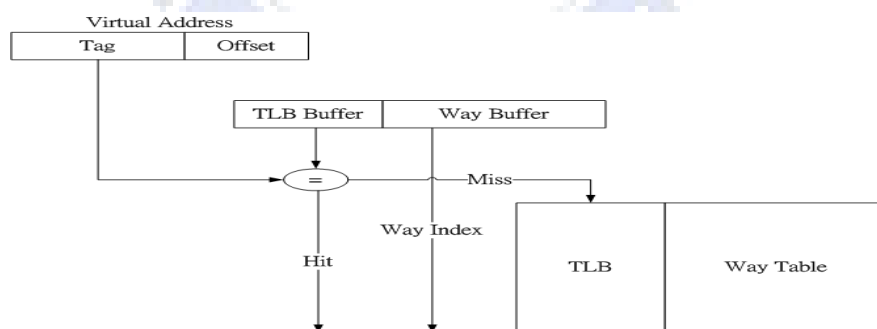 Virtual Address
Tag Offset
TLB Buffer Way Buffer
=
Miss
Way Index
Hit
TLB Way Table